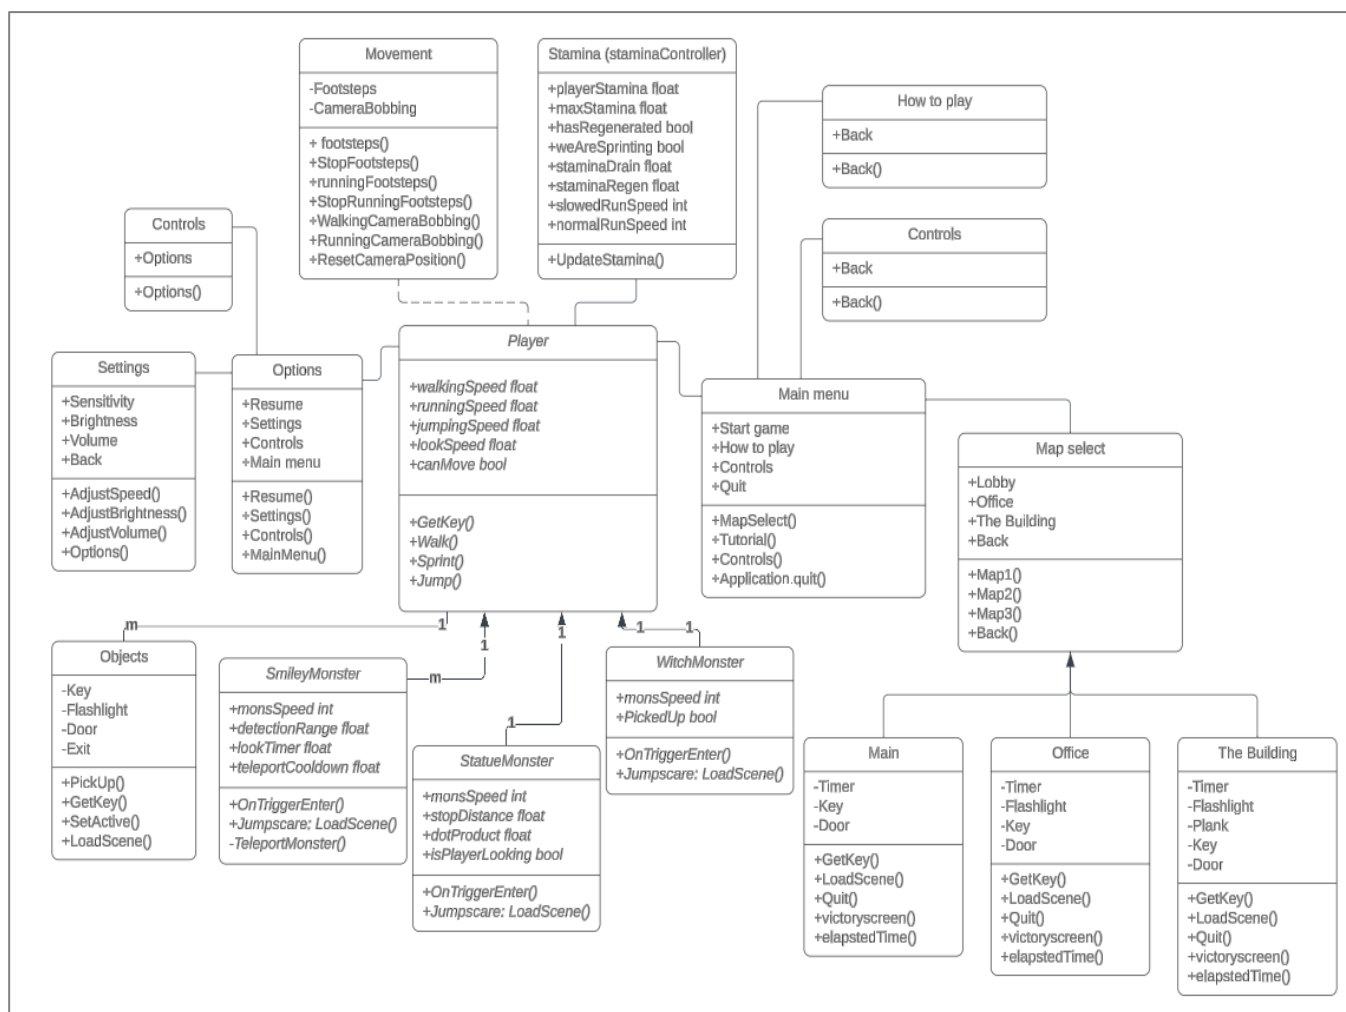 Movement
-Footsteps
-CameraBobbing
+ footsteps()
+StopFootsteps()
+runningFootsteps()
+StopRunningFootsteps()
+WalkingCameraBobbing()
+RunningCameraBobbing()
+ResetCameraPosition()
Stamina (staminaController)
+playerStamina float
+maxStamina float
+hasRegenerated bool
+weAreSprinting bool
+staminaDrain float
+staminaRegen float
+slowedRunSpeed int
+normalRunSpeed int
+UpdateStamina()
How to play
+Back
+Back()
Controls
+Options
+Options()
Controls
+Back
+Back()
Settings
+Sensitivity
+Brightness
+Volume
+Back
+AdjustSpeed()
+AdjustBrightness()
+AdjustVolume()
+Options()
Options
+Resume
+Settings
+Controls
+Main menu
+Resume()
+Settings()
+Controls()
+MainMenu()
Player
+walkingSpeed float
+runningSpeed float
+jumpingSpeed float
+lookSpeed float
+canMove bool
+GetKey()
+Walk()
+Sprint()
+Jump()
Main menu
+Start game
+How to play
+Controls
+Quit
+MapSelect()
+Tutorial()
+Controls()
+Application.quit()
Map select
+Lobby
+Office
+The Building
+Back
+Map1()
+Map2()
+Map3()
+Back()
m
1
1
1
1
1
m
1
Objects
-Key
-Flashlight
-Door
-Exit
+PickUp()
+GetKey()
+SetActive()
+LoadScene()
SmileyMonster
+monsSpeed int
+detectionRange float
+lookTimer float
+teleportCooldown float
+OnTriggerEnter()
+Jumpscare: LoadScene()
-TeleportMonster()
StatueMonster
+monsSpeed int
+stopDistance float
+dotProduct float
+isPlayerLooking bool
+OnTriggerEnter()
+Jumpscare: LoadScene()
WitchMonster
+monsSpeed int
+PickedUp bool
+OnTriggerEnter()
+Jumpscare: LoadScene()
Main
-Timer
-Key
-Door
+GetKey()
+LoadScene()
+Quit()
+victoryscreen()
+elapstedTime()
Office
-Timer
-Flashlight
-Key
-Door
+GetKey()
+LoadScene()
+Quit()
+victoryscreen()
+elapstedTime()
The Building
-Timer
-Flashlight
-Plank
-Key
-Door
+GetKey()
+LoadScene()
+Quit()
+victoryscreen()
+elapstedTime()